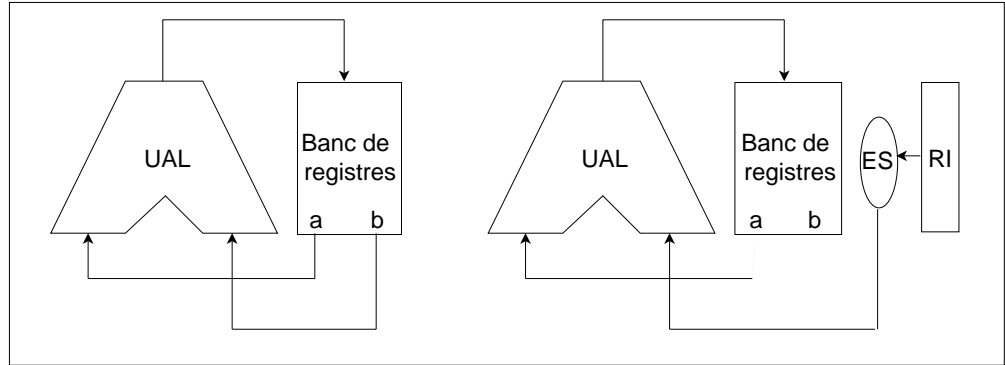 UAL
Banc de
registres
a b
UAL
Banc de
registres
a b
ES
RI